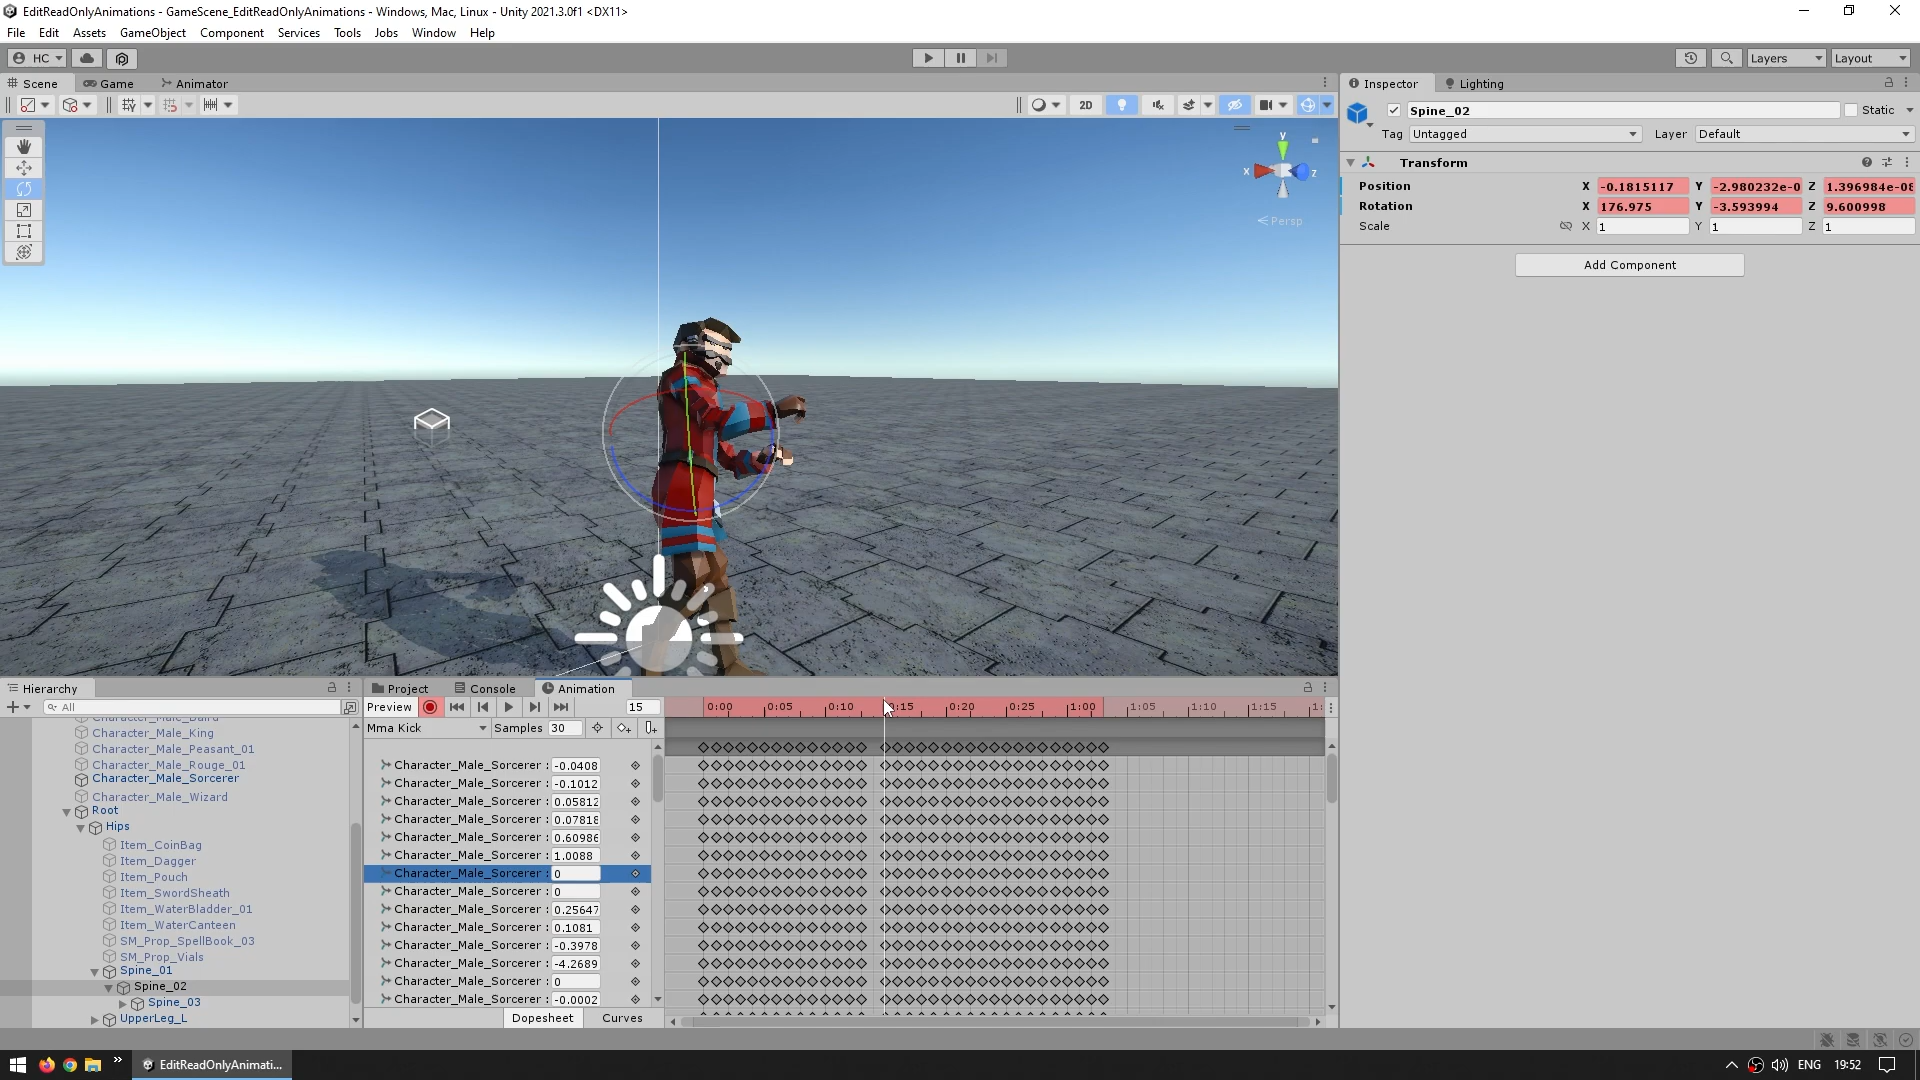 EditReadOnlyAnimations - GameScene_EditReadOnlyAnimations - Windows, Mac, Linux - Unity 2021.3.0f1 <DX11>
File Edit Assets GameObject Component Services Tools Jobs Window Help
HC Layers Layout
Scene Game Animator
2D
y
x z
Persp
Inspector Lighting
Spine_02 Static
Tag Untagged Layer Default
Transform
Position X -0.1815117 Y -2.980232e-0 Z 1.396984e-08
Rotation X 176.975 Y -3.593994 Z 9.600998
Scale X 1 Y 1 Z 1
Add Component
Hierarchy
All
Character_Male_Baird
Character_Male_King
Character_Male_Peasant_01
Character_Male_Rouge_01
Character_Male_Sorcerer
Character_Male_Wizard
Root
Hips
Item_CoinBag
Item_Dagger
Item_Pouch
Item_SwordSheath
Item_WaterBladder_01
Item_WaterCanteen
SM_Prop_SpellBook_03
SM_Prop_Vials
Spine_01
Spine_02
Spine_03
UpperLeg_L
Project Console Animation
Preview 15 0:00 0:05 0:10 0:15 0:20 0:25 1:00 1:05 1:10 1:15 1:
Mma Kick Samples 30
Character_Male_Sorcerer : -0.0408
Character_Male_Sorcerer : -0.1012
Character_Male_Sorcerer : 0.05812
Character_Male_Sorcerer : 0.07818
Character_Male_Sorcerer : 0.60986
Character_Male_Sorcerer : 1.0088
Character_Male_Sorcerer : 0
Character_Male_Sorcerer : 0
Character_Male_Sorcerer : 0.25647
Character_Male_Sorcerer : 0.1081
Character_Male_Sorcerer : -0.3978
Character_Male_Sorcerer : -4.2689
Character_Male_Sorcerer : 0
Character_Male_Sorcerer : -0.0002
Dopesheet Curves
EditReadOnlyAnimati... ENG 19:52